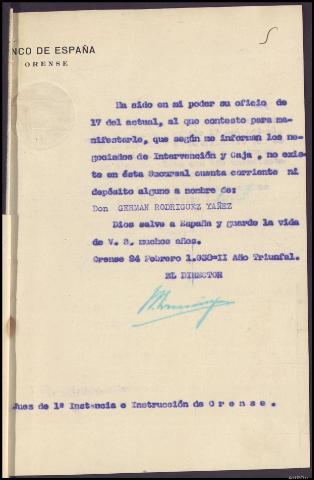 NCO DE ESPAÑA
ORENSE
Ha sido en mi poder su oficio de
17 del actual, al que contesto para ma-
nifestarle, que según me informan los ne-
gociados de Intervención y Caja, no exis-
te en ésta Sucursal cuenta corriente ni
depósito alguno a nombre de:
Don GERMAN RODRIGUEZ YAÑEZ
Dios salve a España y guarde la vida
de V. S. muchos años.
Orense 24 Febrero 1.938=II Año Triunfal.
EL DIRECTOR
Juez de 1ª Instancia e Instrucción de O r e n s e .